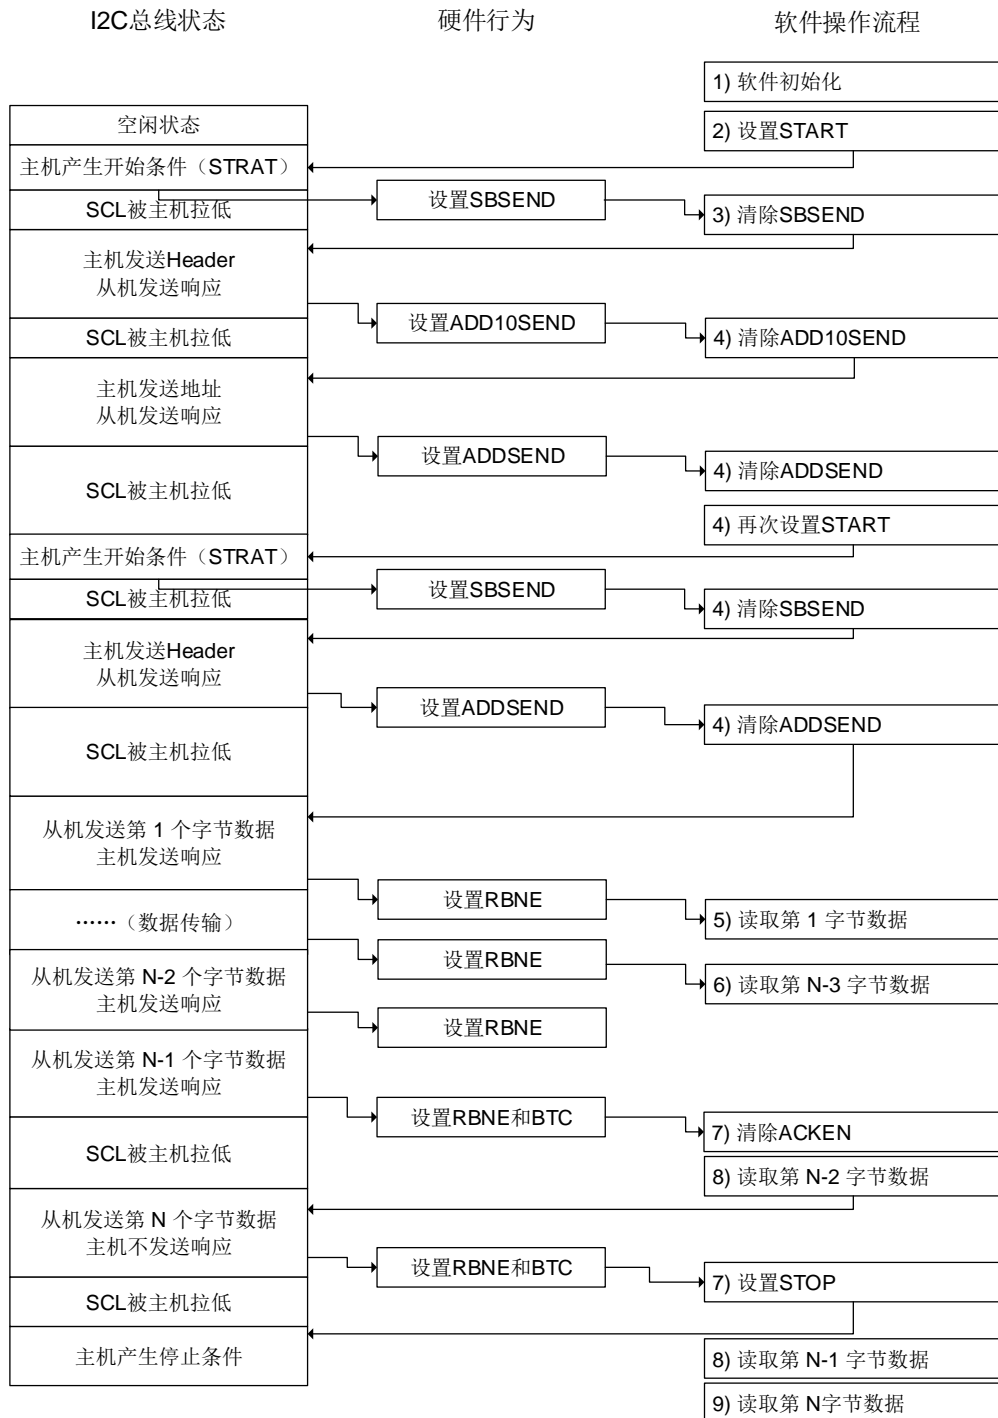 I2C总线状态
硬件行为
软件操作流程
1) 软件初始化
空闲状态
2) 设置START
主机产生开始条件（STRAT）
设置SBSEND
SCL被主机拉低
3) 清除SBSEND
主机发送Header
从机发送响应
设置ADD10SEND
SCL被主机拉低
4) 清除ADD10SEND
主机发送地址
从机发送响应
设置ADDSEND
4) 清除ADDSEND
SCL被主机拉低
4) 再次设置START
主机产生开始条件（STRAT）
设置SBSEND
SCL被主机拉低
4) 清除SBSEND
主机发送Header
从机发送响应
设置ADDSEND
4) 清除ADDSEND
SCL被主机拉低
从机发送第 1 个字节数据
主机发送响应
设置RBNE
5) 读取第 1 字节数据
……（数据传输）
设置RBNE
6) 读取第 N-3 字节数据
从机发送第 N-2 个字节数据
主机发送响应
设置RBNE
从机发送第 N-1 个字节数据
主机发送响应
设置RBNE和BTC
7) 清除ACKEN
SCL被主机拉低
8) 读取第 N-2 字节数据
从机发送第 N 个字节数据
主机不发送响应
设置RBNE和BTC
7) 设置STOP
SCL被主机拉低
主机产生停止条件
8) 读取第 N-1 字节数据
9) 读取第 N字节数据